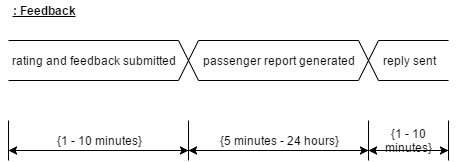 : Feedback
rating and feedback submitted
passenger report generated
reply sent
{1 - 10 minutes}
{5 minutes - 24 hours}
{1 - 10
minutes}